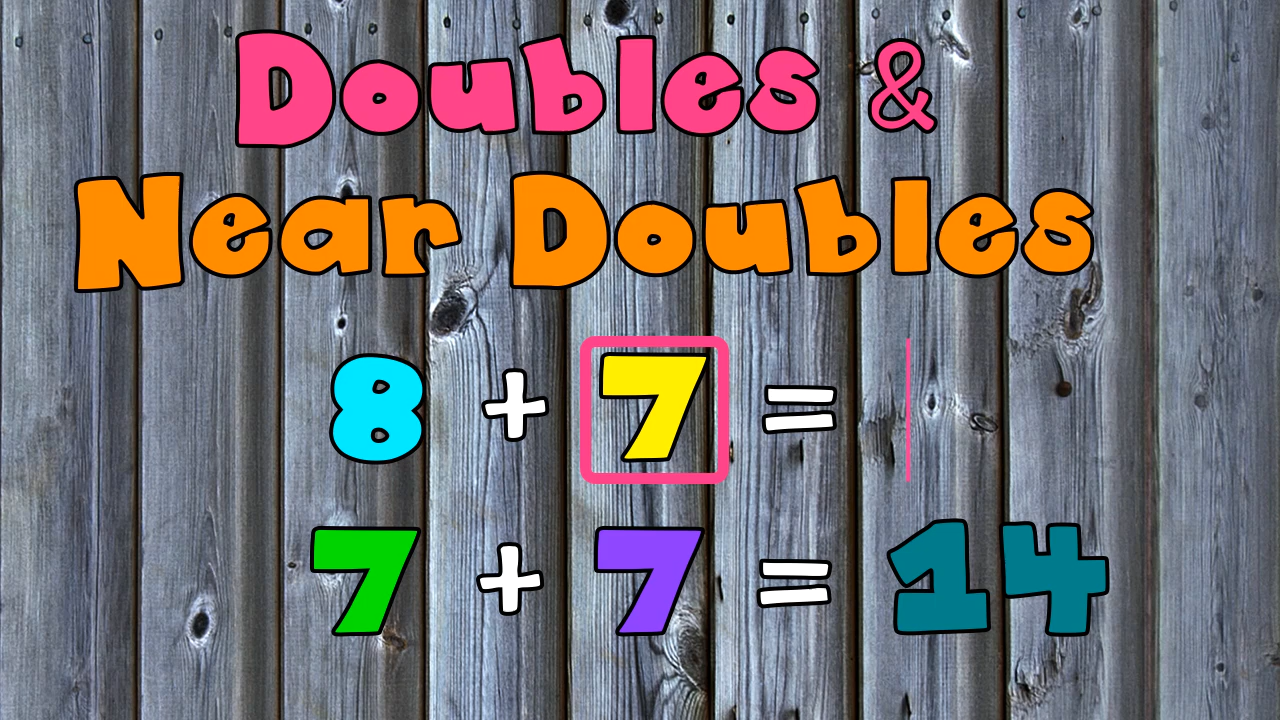 Doubles &
Near Doubles
8 + 7 =
7 + 7 = 14